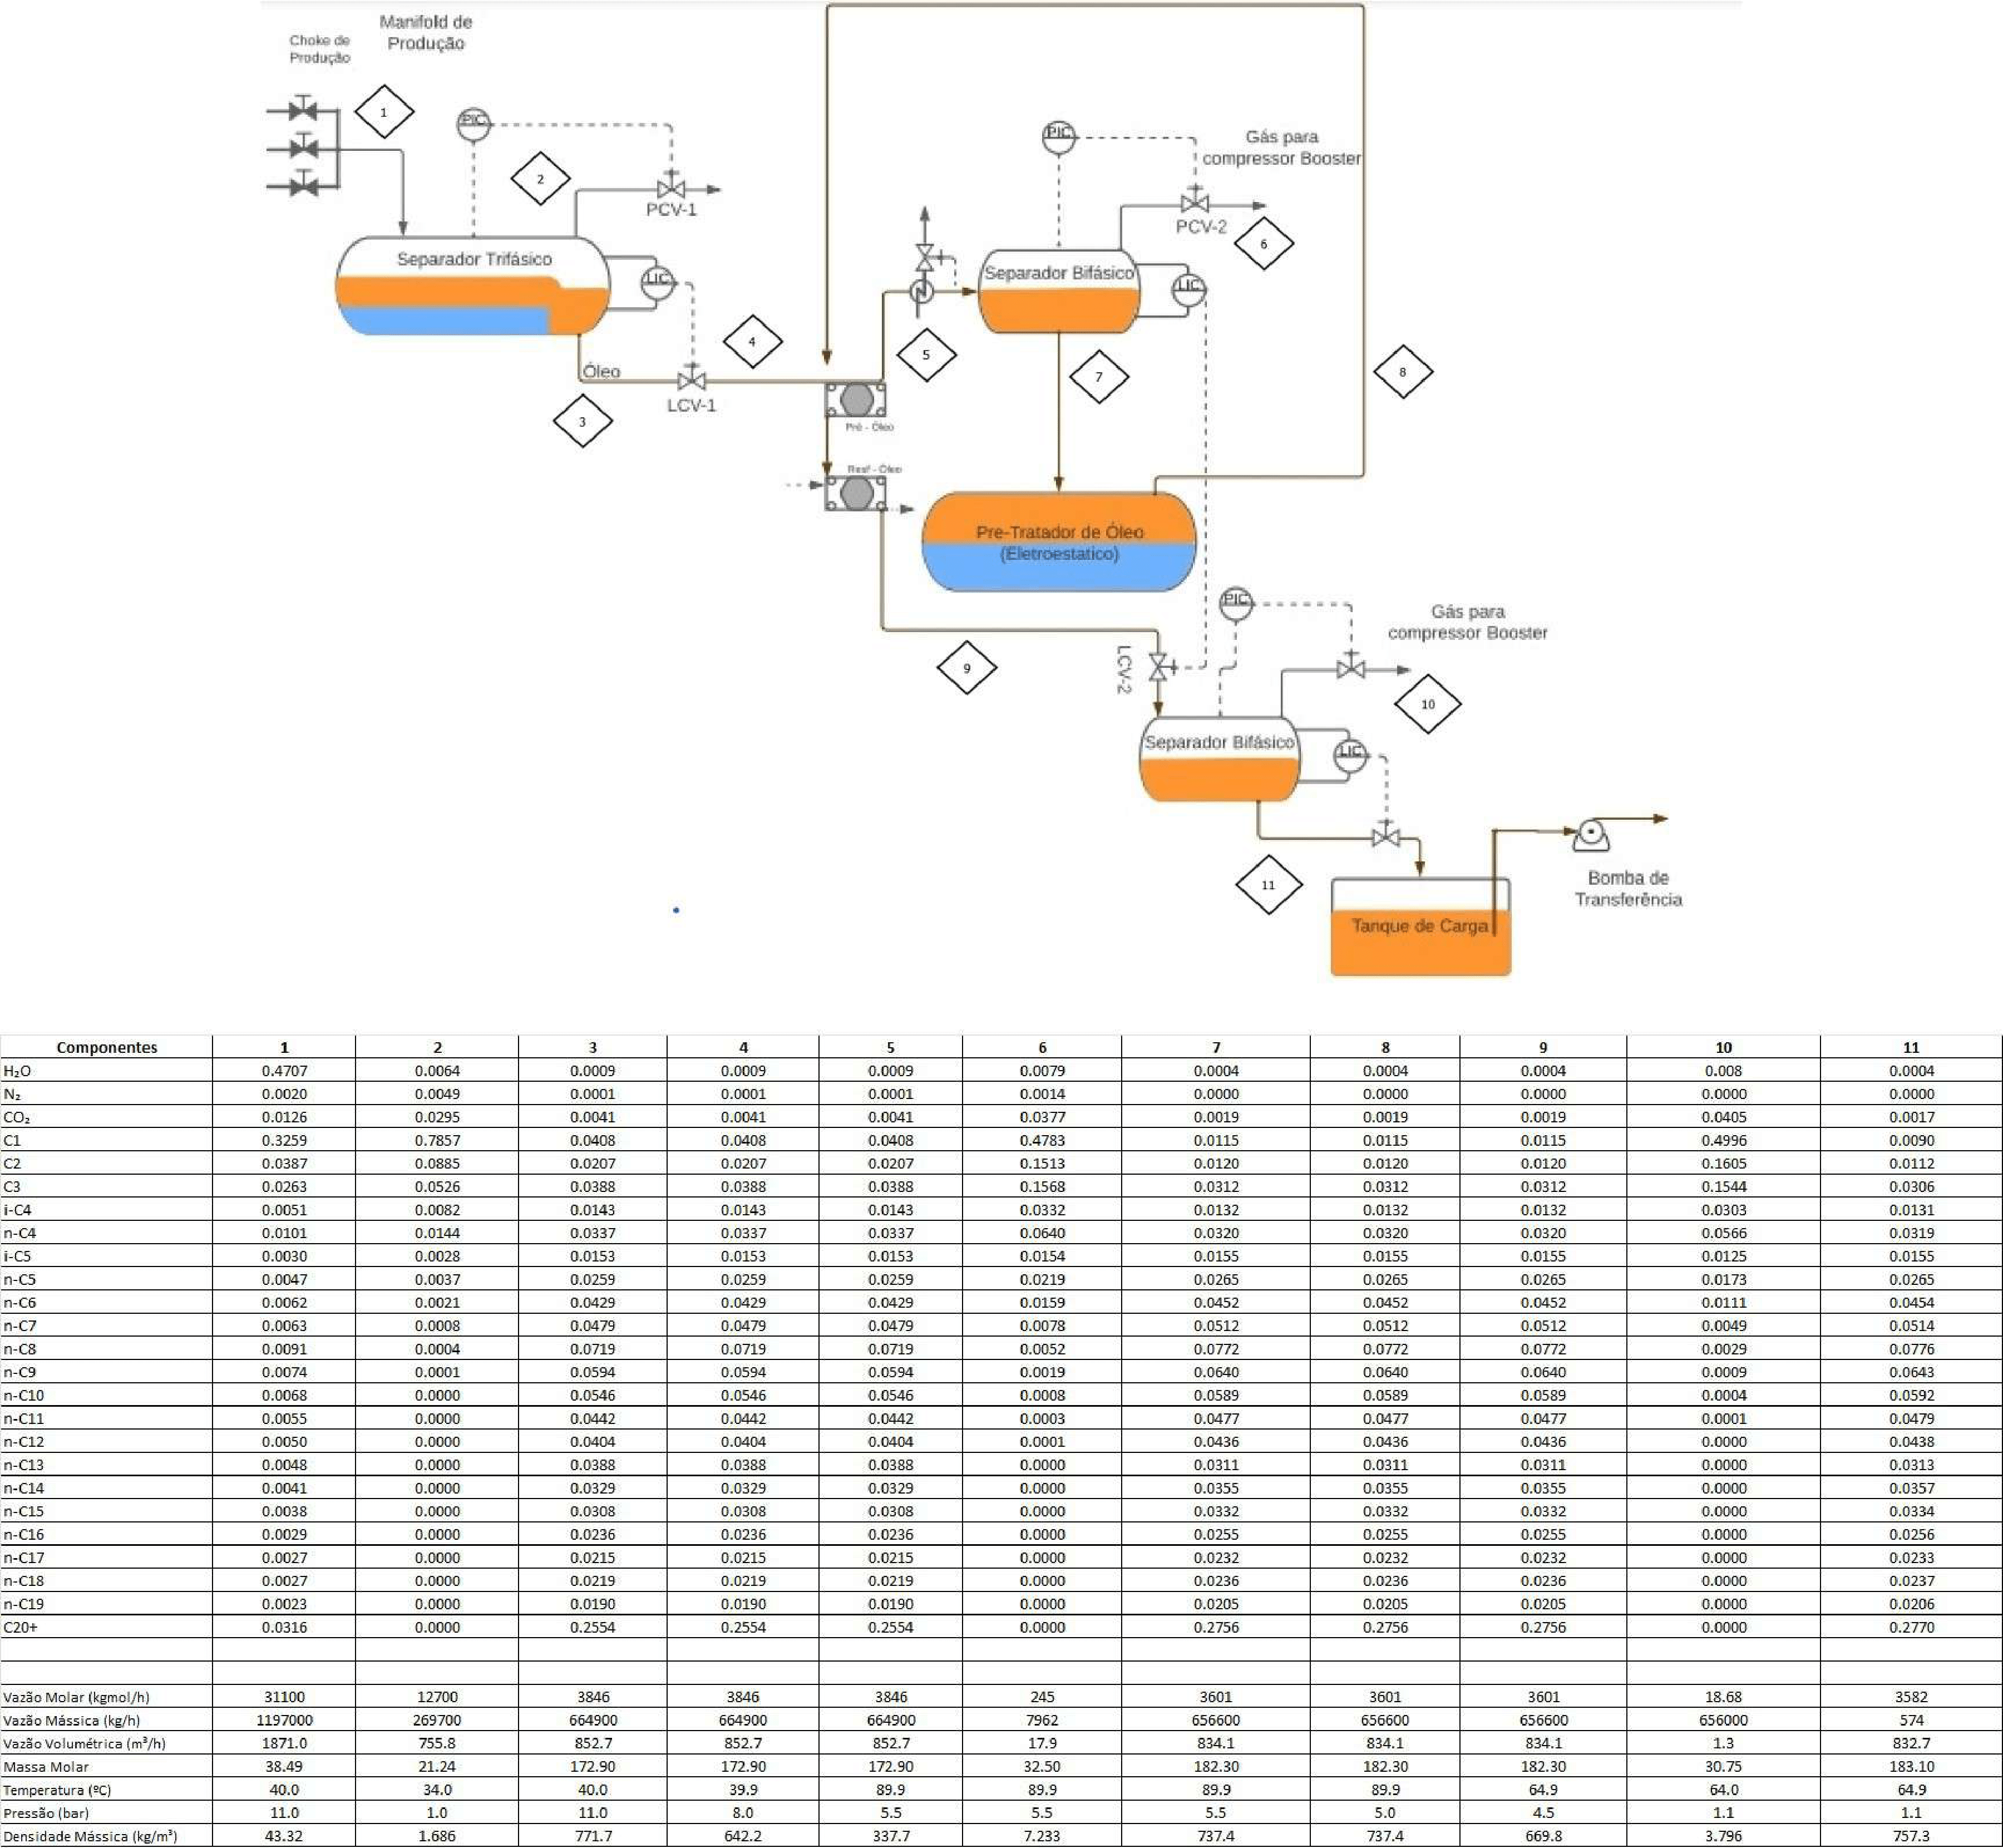 Manifold de
Produção
Choke de
Produção
1
PIC
2
PCV-1
Separador Trifásico
LIC
Óleo
3
LCV-1
4
Pré - Óleo
Resf - Óleo
5
PIC
Gás para
compressor Booster
PCV-2
6
Separador Bifásico
LIC
7
8
Pre-Tratador de Óleo
(Eletroestatico)
9
LCV-2
PIC
Gás para
compressor Booster
10
Separador Bifásico
LIC
11
Tanque de Carga
Bomba de
Transferência
Componentes 1 2 3 4 5 6 7 8 9 10 11
H₂O 0.4707 0.0064 0.0009 0.0009 0.0009 0.0079 0.0004 0.0004 0.0004 0.008 0.0004
N₂ 0.0020 0.0049 0.0001 0.0001 0.0001 0.0014 0.0000 0.0000 0.0000 0.0000 0.0000
CO₂ 0.0126 0.0295 0.0041 0.0041 0.0041 0.0377 0.0019 0.0019 0.0019 0.0405 0.0017
C1 0.3259 0.7857 0.0408 0.0408 0.0408 0.4783 0.0115 0.0115 0.0115 0.4996 0.0090
C2 0.0387 0.0885 0.0207 0.0207 0.0207 0.1513 0.0120 0.0120 0.0120 0.1605 0.0112
C3 0.0263 0.0526 0.0388 0.0388 0.0388 0.1568 0.0312 0.0312 0.0312 0.1544 0.0306
i-C4 0.0051 0.0082 0.0143 0.0143 0.0143 0.0332 0.0132 0.0132 0.0132 0.0303 0.0131
n-C4 0.0101 0.0144 0.0337 0.0337 0.0337 0.0640 0.0320 0.0320 0.0320 0.0566 0.0319
i-C5 0.0030 0.0028 0.0153 0.0153 0.0153 0.0154 0.0155 0.0155 0.0155 0.0125 0.0155
n-C5 0.0047 0.0037 0.0259 0.0259 0.0259 0.0219 0.0265 0.0265 0.0265 0.0173 0.0265
n-C6 0.0062 0.0021 0.0429 0.0429 0.0429 0.0159 0.0452 0.0452 0.0452 0.0111 0.0454
n-C7 0.0063 0.0008 0.0479 0.0479 0.0479 0.0078 0.0512 0.0512 0.0512 0.0049 0.0514
n-C8 0.0091 0.0004 0.0719 0.0719 0.0719 0.0052 0.0772 0.0772 0.0772 0.0029 0.0776
n-C9 0.0074 0.0001 0.0594 0.0594 0.0594 0.0019 0.0640 0.0640 0.0640 0.0009 0.0643
n-C10 0.0068 0.0000 0.0546 0.0546 0.0546 0.0008 0.0589 0.0589 0.0589 0.0004 0.0592
n-C11 0.0055 0.0000 0.0442 0.0442 0.0442 0.0003 0.0477 0.0477 0.0477 0.0001 0.0479
n-C12 0.0050 0.0000 0.0404 0.0404 0.0404 0.0001 0.0436 0.0436 0.0436 0.0000 0.0438
n-C13 0.0048 0.0000 0.0388 0.0388 0.0388 0.0000 0.0311 0.0311 0.0311 0.0000 0.0313
n-C14 0.0041 0.0000 0.0329 0.0329 0.0329 0.0000 0.0355 0.0355 0.0355 0.0000 0.0357
n-C15 0.0038 0.0000 0.0308 0.0308 0.0308 0.0000 0.0332 0.0332 0.0332 0.0000 0.0334
n-C16 0.0029 0.0000 0.0236 0.0236 0.0236 0.0000 0.0255 0.0255 0.0255 0.0000 0.0256
n-C17 0.0027 0.0000 0.0215 0.0215 0.0215 0.0000 0.0232 0.0232 0.0232 0.0000 0.0233
n-C18 0.0027 0.0000 0.0219 0.0219 0.0219 0.0000 0.0236 0.0236 0.0236 0.0000 0.0237
n-C19 0.0023 0.0000 0.0190 0.0190 0.0190 0.0000 0.0205 0.0205 0.0205 0.0000 0.0206
C20+ 0.0316 0.0000 0.2554 0.2554 0.2554 0.0000 0.2756 0.2756 0.2756 0.0000 0.2770
Vazão Molar (kgmol/h) 31100 12700 3846 3846 3846 245 3601 3601 3601 18.68 3582
Vazão Mássica (kg/h) 1197000 269700 664900 664900 664900 7962 656600 656600 656600 656000 574
Vazão Volumétrica (m³/h) 1871.0 755.8 852.7 852.7 852.7 17.9 834.1 834.1 834.1 1.3 832.7
Massa Molar 38.49 21.24 172.90 172.90 172.90 32.50 182.30 182.30 182.30 30.75 183.10
Temperatura (ºC) 40.0 34.0 40.0 39.9 89.9 89.9 89.9 89.9 64.9 64.0 64.9
Pressão (bar) 11.0 1.0 11.0 8.0 5.5 5.5 5.5 5.0 4.5 1.1 1.1
Densidade Mássica (kg/m³) 43.32 1.686 771.7 642.2 337.7 7.233 737.4 737.4 669.8 3.796 757.3